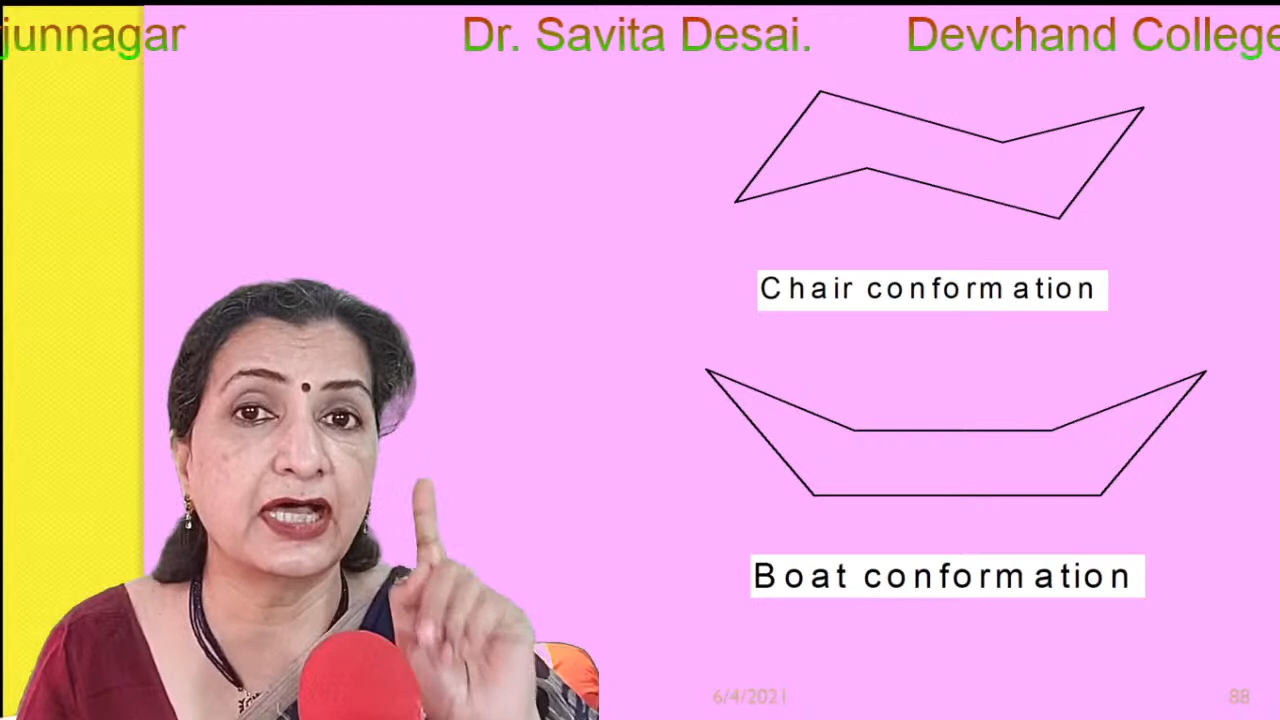 junnagar Dr. Savita Desai. Devchand College
Chair conformation
Boat conformation
6/4/2021 88